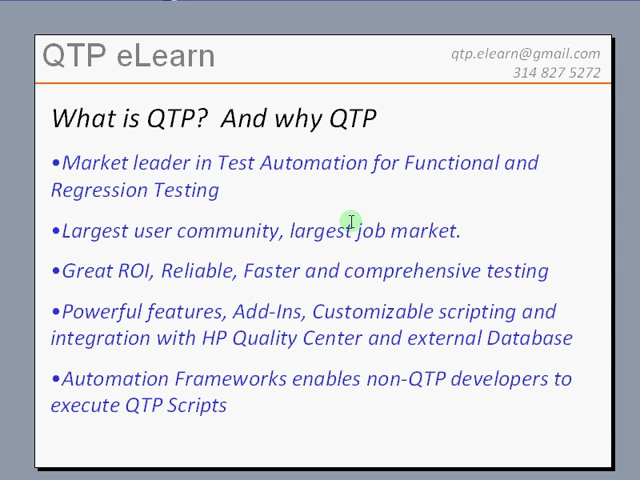 QTP eLearn
qtp.elearn@gmail.com
314 827 5272
What is QTP? And why QTP
•Market leader in Test Automation for Functional and
Regression Testing
•Largest user community, largest job market.
•Great ROI, Reliable, Faster and comprehensive testing
•Powerful features, Add-Ins, Customizable scripting and
integration with HP Quality Center and external Database
•Automation Frameworks enables non-QTP developers to
execute QTP Scripts